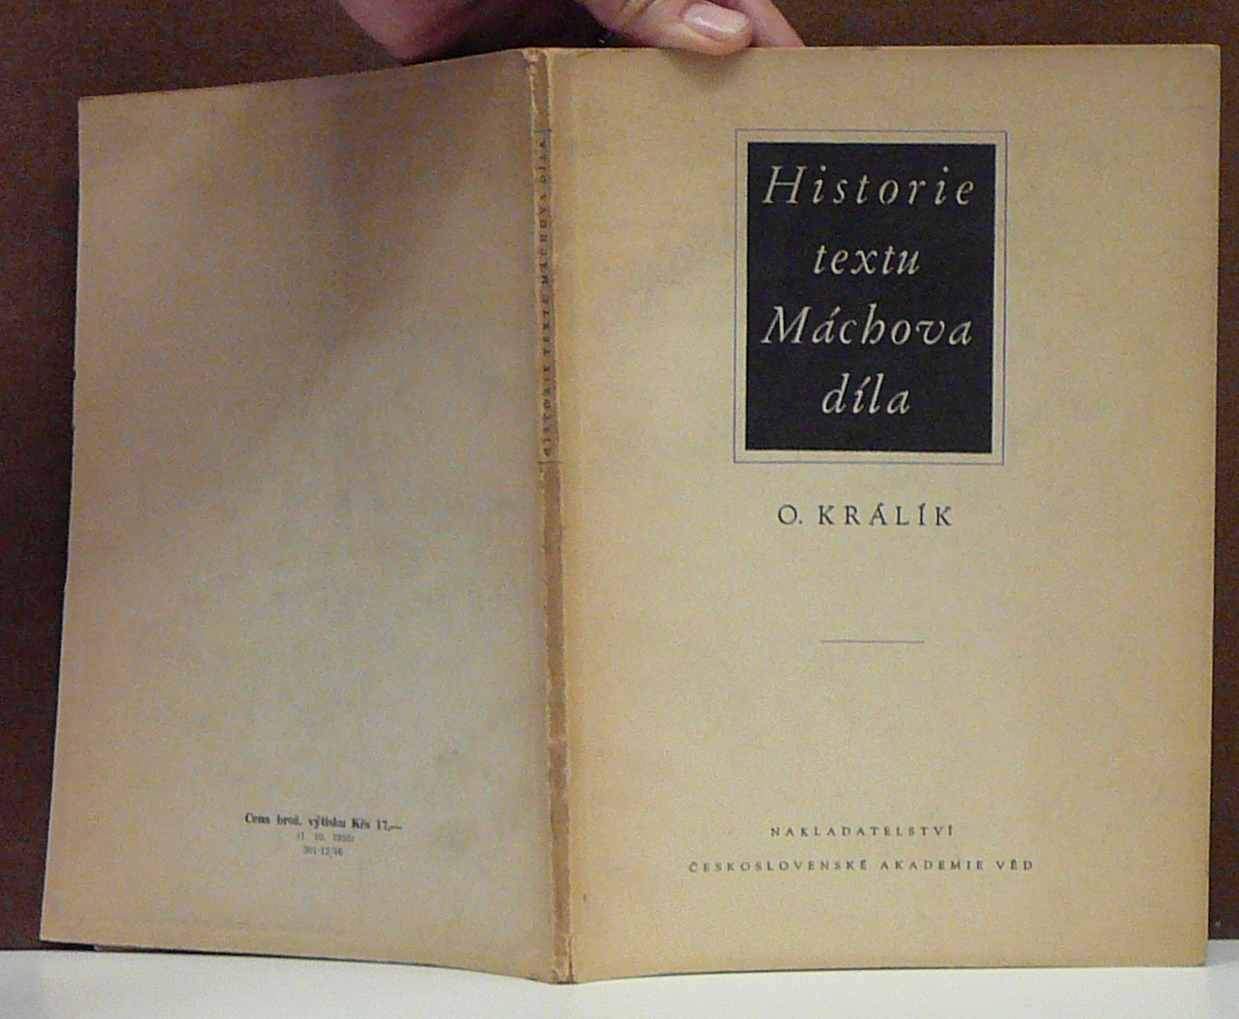 Historie
textu
Máchova
díla
O. KRÁLÍK
NAKLADATELSTVÍ
ČESKOSLOVENSKÉ AKADEMIE VĚD
HISTORIE TEXTU MÁCHOVA DÍLA
Cena brož. výtisku Kčs 17,—